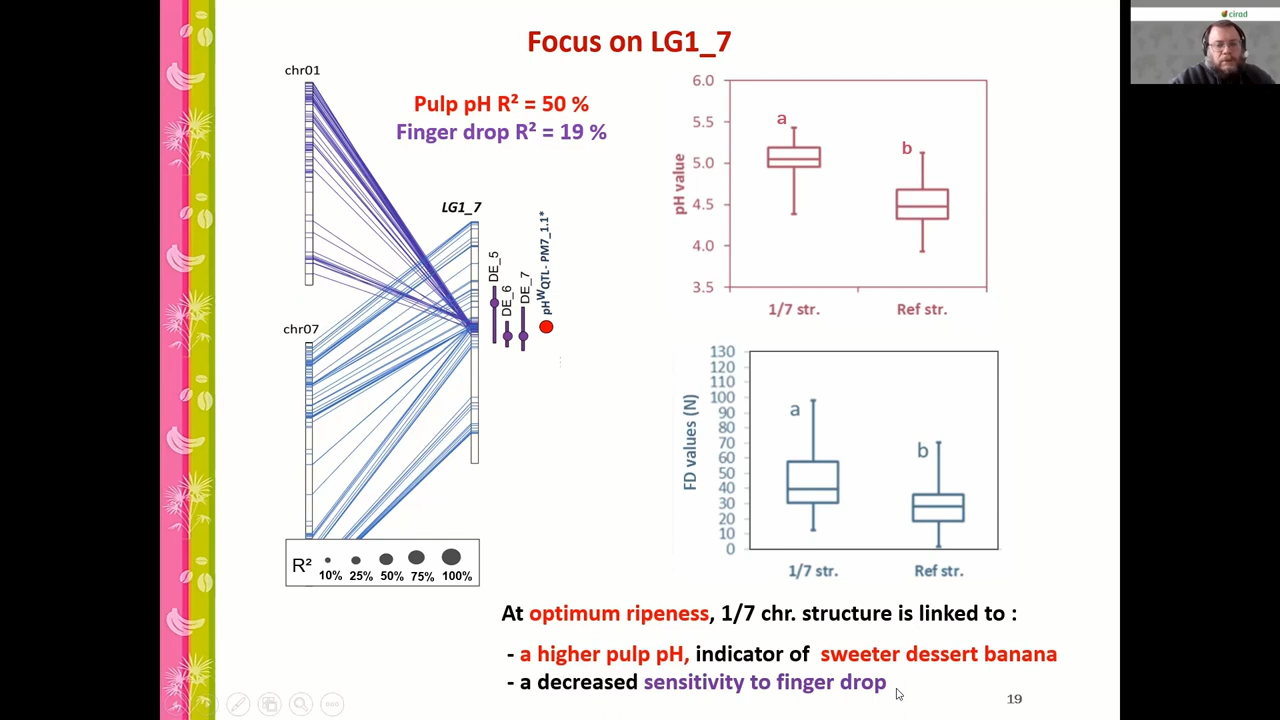 Focus on LG1_7
cirad
chr01
Pulp pH R² = 50 %
Finger drop R² = 19 %
LG1_7
DE_5
DE_6
DE_7
pHᵂQTL- PM7_1.1*
chr07
R²
10% 25% 50% 75% 100%
6.0
5.5
5.0
4.5
4.0
3.5
pH value
a
b
1/7 str. Ref str.
130
120
110
100
90
80
70
60
50
40
30
20
10
0
FD values (N)
a
b
1/7 str. Ref str.
At optimum ripeness, 1/7 chr. structure is linked to :
- a higher pulp pH, indicator of sweeter dessert banana
- a decreased sensitivity to finger drop
19